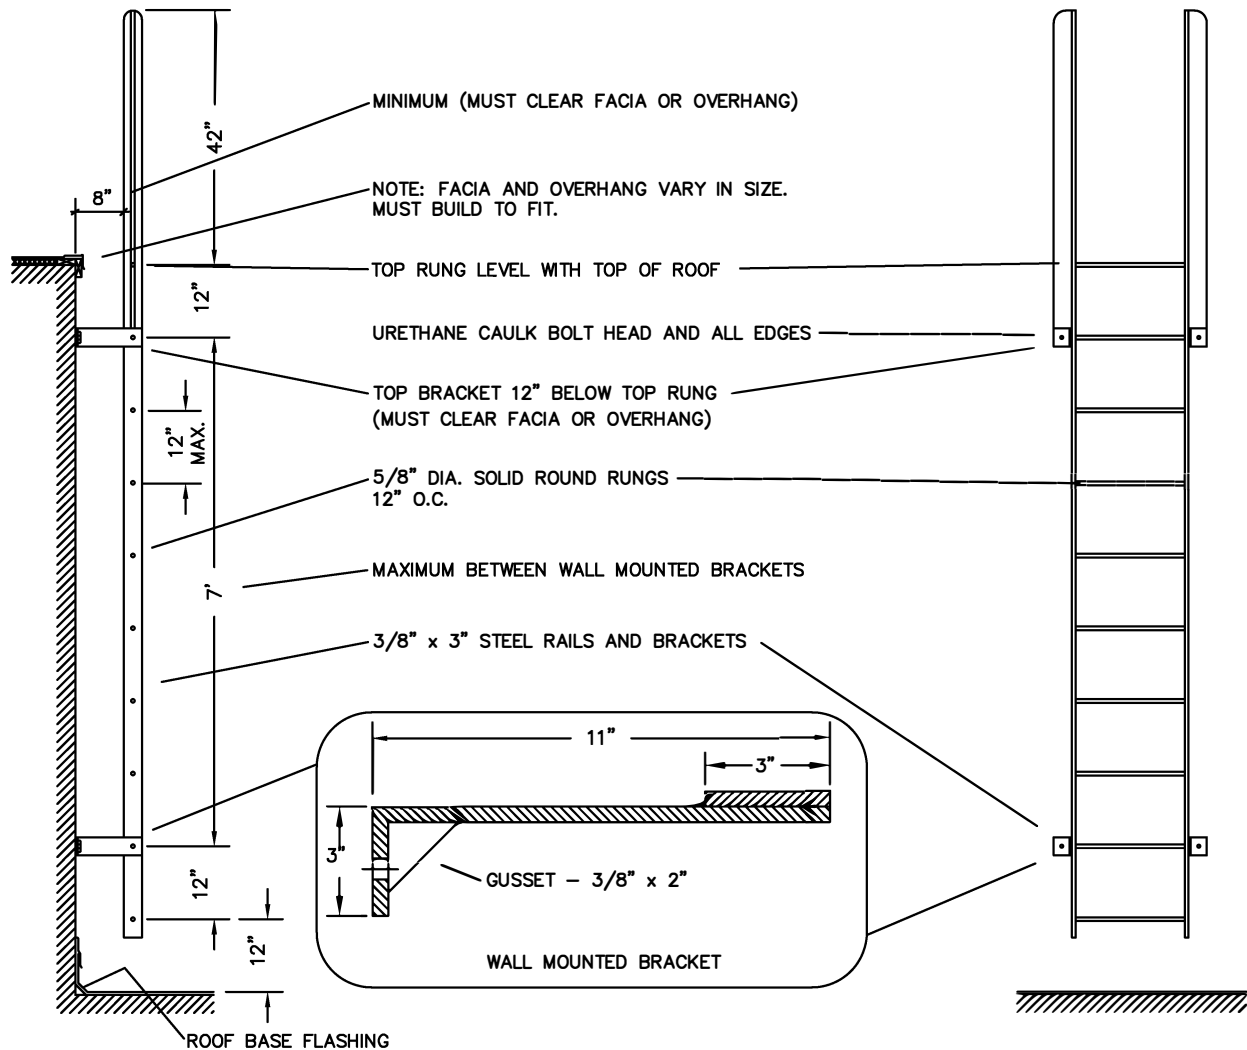 MINIMUM (MUST CLEAR FACIA OR OVERHANG)
42"
8"
NOTE: FACIA AND OVERHANG VARY IN SIZE.
MUST BUILD TO FIT.
TOP RUNG LEVEL WITH TOP OF ROOF
12"
URETHANE CAULK BOLT HEAD AND ALL EDGES
TOP BRACKET 12" BELOW TOP RUNG
(MUST CLEAR FACIA OR OVERHANG)
12"
MAX.
5/8" DIA. SOLID ROUND RUNGS
12" O.C.
MAXIMUM BETWEEN WALL MOUNTED BRACKETS
7'
3/8" x 3" STEEL RAILS AND BRACKETS
11"
3"
3"
GUSSET – 3/8" x 2"
12"
12"
WALL MOUNTED BRACKET
ROOF BASE FLASHING